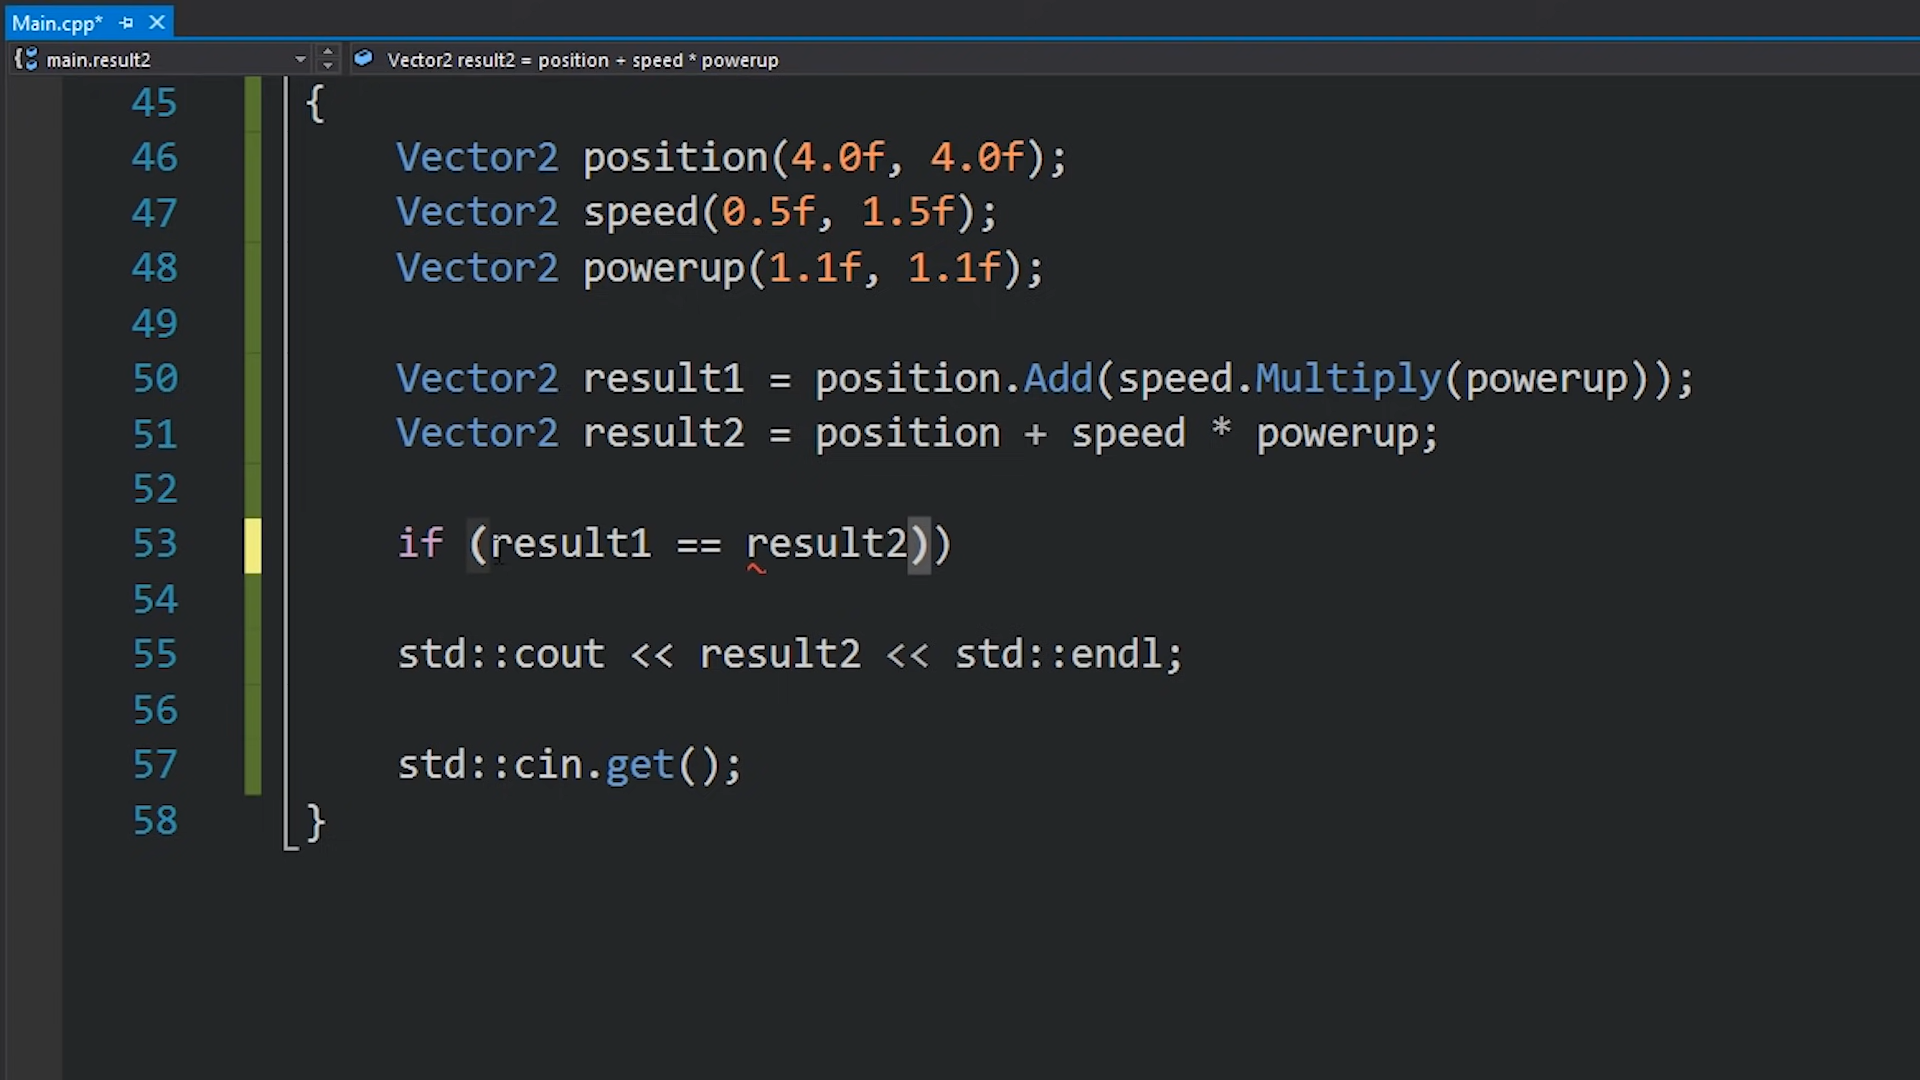 Main.cpp*
main.result2 Vector2 result2 = position + speed * powerup
45 {
46 Vector2 position(4.0f, 4.0f);
47 Vector2 speed(0.5f, 1.5f);
48 Vector2 powerup(1.1f, 1.1f);
49
50 Vector2 result1 = position.Add(speed.Multiply(powerup));
51 Vector2 result2 = position + speed * powerup;
52
53 if (result1 == result2))
54
55 std::cout << result2 << std::endl;
56
57 std::cin.get();
58 }